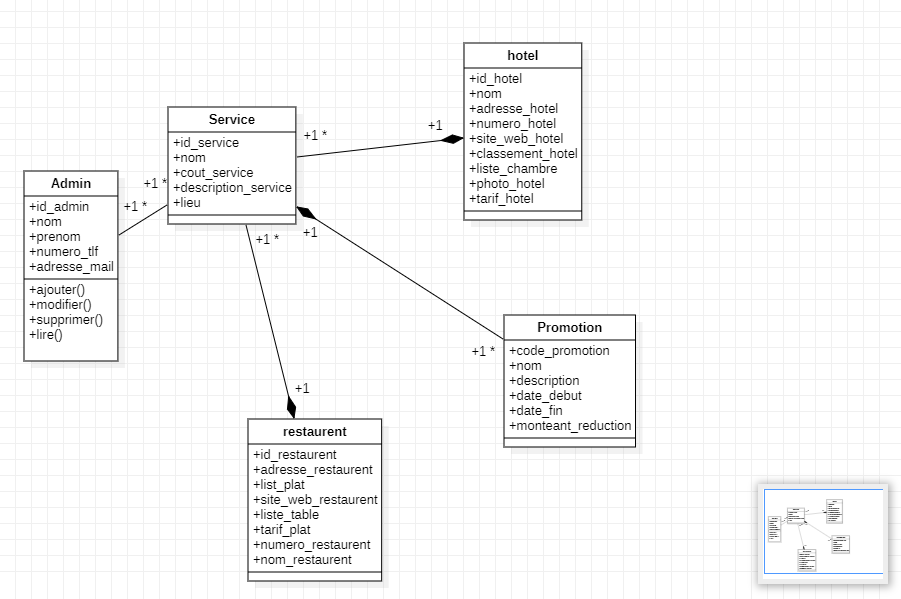 hotel
+id_hotel
+nom
+adresse_hotel
+numero_hotel
+site_web_hotel
+classement_hotel
+liste_chambre
+photo_hotel
+tarif_hotel
Service
+id_service
+nom
+cout_service
+description_service
+lieu
+1 *
+1
Admin
+id_admin
+nom
+prenom
+numero_tlf
+adresse_mail
+ajouter()
+modifier()
+supprimer()
+lire()
+1 *
+1 *
+1 *
+1
+1
+1 *
Promotion
+code_promotion
+nom
+description
+date_debut
+date_fin
+monteant_reduction
restaurent
+id_restaurent
+adresse_restaurent
+list_plat
+site_web_restaurent
+liste_table
+tarif_plat
+numero_restaurent
+nom_restaurent